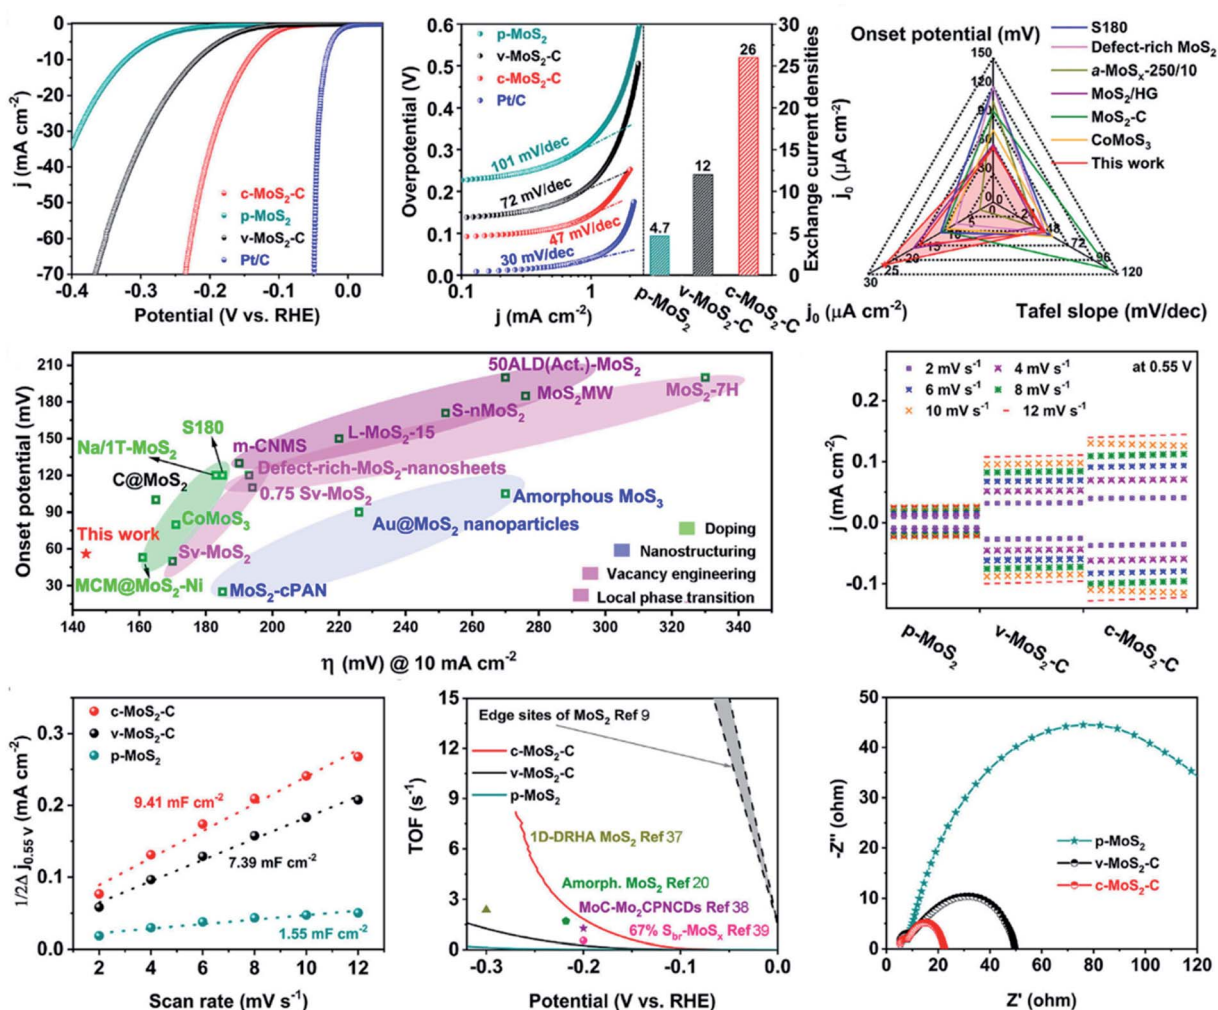 0
-10
-20
-30
-40
-50
-60
-70
j (mA cm-2)
c-MoS2-C
p-MoS2
v-MoS2-C
Pt/C
-0.4 -0.3 -0.2 -0.1 0.0
Potential (V vs. RHE)
0.6
0.5
0.4
0.3
0.2
0.1
0.0
Overpotential (V)
p-MoS2
v-MoS2-C
c-MoS2-C
Pt/C
101 mV/dec
72 mV/dec
47 mV/dec
30 mV/dec
0.1 1
j (mA cm-2)
4.7
12
26
p-MoS2
v-MoS2-C
c-MoS2-C
30
25
20
15
10
5
0
Exchange current densities
Onset potential (mV)
150
120
90
60
30
0
j0 (μA cm-2)
S180
Defect-rich MoS2
a-MoSx-250/10
MoS2/HG
MoS2-C
CoMoS3
This work
0
24
48
72
96
120
0
5
10
15
20
25
30
j0 (μA cm-2)
Tafel slope (mV/dec)
210
180
150
120
90
60
30
Onset potential (mV)
50ALD(Act.)-MoS2
MoS2MW
MoS2-7H
S-nMoS2
S180
L-MoS2-15
Na/1T-MoS2
m-CNMS
Defect-rich-MoS2-nanosheets
C@MoS2
0.75 Sv-MoS2
Amorphous MoS3
CoMoS3
Au@MoS2 nanoparticles
This work
Sv-MoS2
MCM@MoS2-Ni
MoS2-cPAN
Doping
Nanostructuring
Vacancy engineering
Local phase transition
140 160 180 200 220 240 260 280 300 320 340
η (mV) @ 10 mA cm-2
2 mV s-1 4 mV s-1 at 0.55 V
6 mV s-1 8 mV s-1
10 mV s-1 12 mV s-1
0.2
0.1
0.0
-0.1
j (mA cm-2)
p-MoS2
v-MoS2-C
c-MoS2-C
0.3
0.2
0.1
0.0
1/2Δ j0.55 v (mA cm-2)
c-MoS2-C
v-MoS2-C
p-MoS2
9.41 mF cm-2
7.39 mF cm-2
1.55 mF cm-2
2 4 6 8 10 12
Scan rate (mV s-1)
15
12
9
6
3
0
TOF (s-1)
Edge sites of MoS2 Ref 9
c-MoS2-C
v-MoS2-C
p-MoS2
1D-DRHA MoS2 Ref 37
Amorph. MoS2 Ref 20
MoC-Mo2CPNCDs Ref 38
67% Sbr-MoSx Ref 39
-0.3 -0.2 -0.1 0.0
Potential (V vs. RHE)
50
40
30
20
10
0
-Z" (ohm)
p-MoS2
v-MoS2-C
c-MoS2-C
0 20 40 60 80 100 120
Z' (ohm)